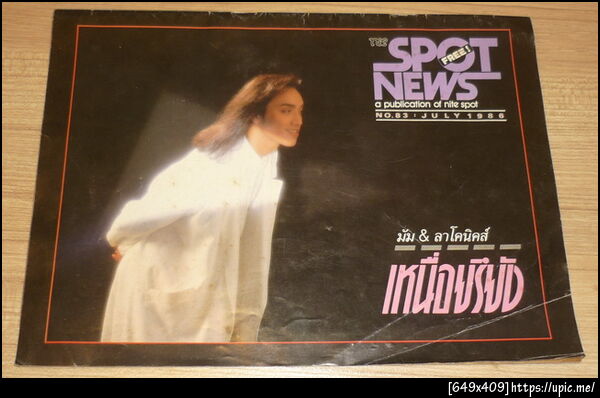 THE
SPOT
FREE!
NEWS
a publication of nite spot
NO.83 : JULY 1986
มัม & ลาโคนิคส์
เหนื่อยรึยัง
[649x409]https://upic.me/